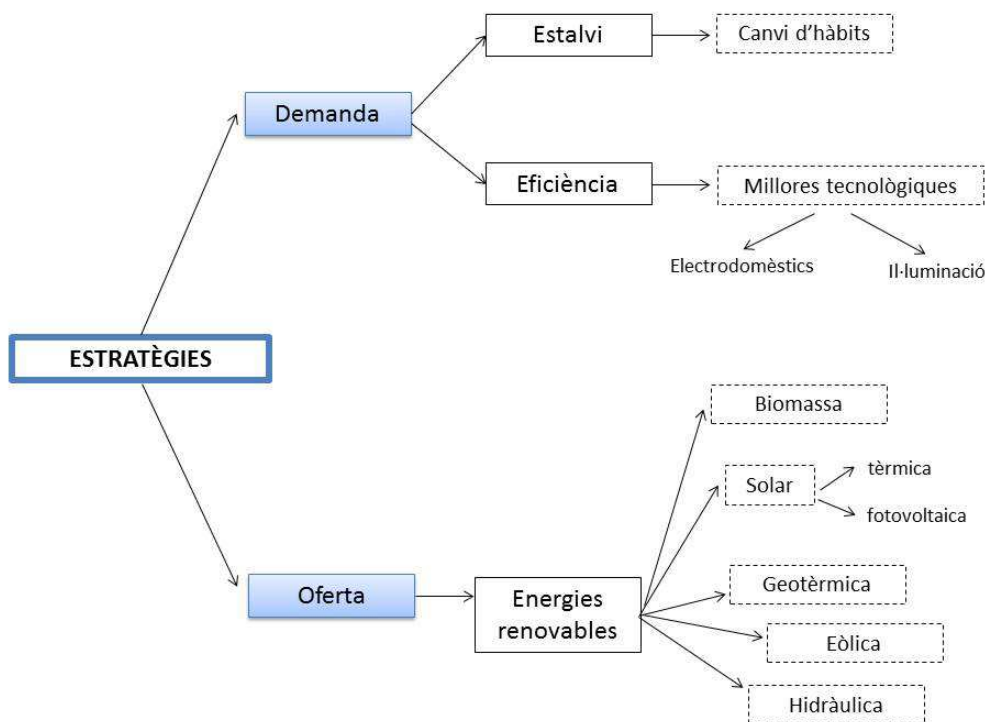 Estalvi
Canvi d'hàbits
Demanda
Eficiència
Millores tecnològiques
Electrodomèstics
Il·luminació
ESTRATÈGIES
Biomassa
Solar
tèrmica
fotovoltaica
Oferta
Energies
renovables
Geotèrmica
Eòlica
Hidràulica